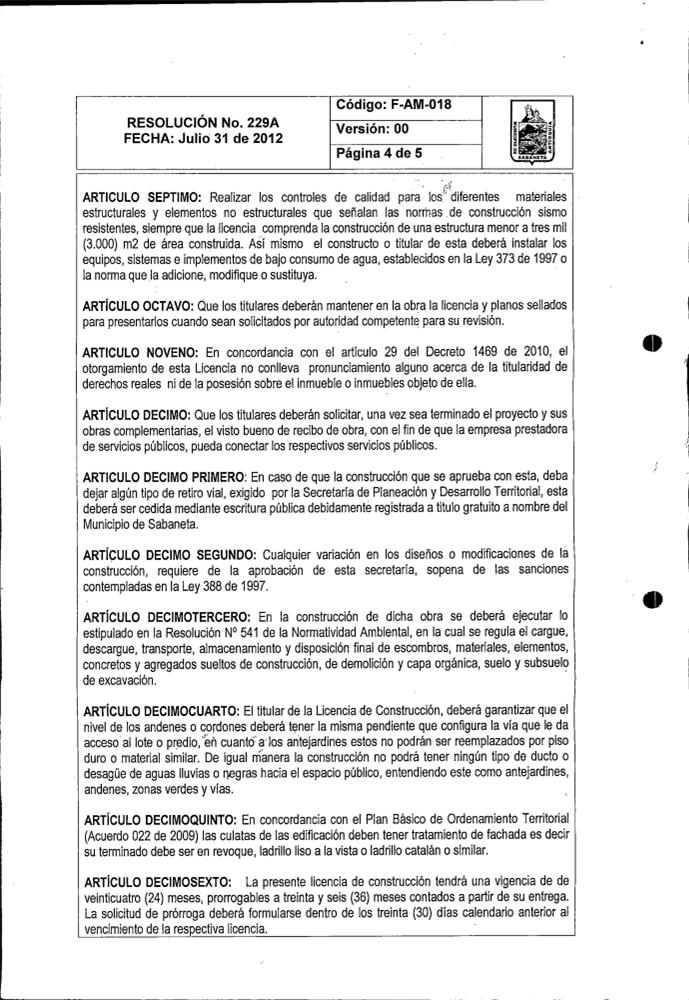 RESOLUCIÓN No. 229A
FECHA: Julio 31 de 2012
Código: F-AM-018
Versión: 00
Página 4 de 5
SABANETA
ANTIOQUIA
ARTICULO SEPTIMO: Realizar los controles de calidad para los diferentes materiales
estructurales y elementos no estructurales que señalan las normas de construcción sismo
resistentes, siempre que la licencia comprenda la construcción de una estructura menor a tres mil
(3.000) m2 de área construida. Así mismo el constructo o titular de esta deberá instalar los
equipos, sistemas e implementos de bajo consumo de agua, establecidos en la Ley 373 de 1997 o
la norma que la adicione, modifique o sustituya.
ARTÍCULO OCTAVO: Que los titulares deberán mantener en la obra la licencia y planos sellados
para presentarlos cuando sean solicitados por autoridad competente para su revisión.
ARTICULO NOVENO: En concordancia con el articulo 29 del Decreto 1469 de 2010, el
otorgamiento de esta Licencia no conlleva pronunciamiento alguno acerca de la titularidad de
derechos reales ni de la posesión sobre el inmueble o inmuebles objeto de ella.
ARTÍCULO DECIMO: Que los titulares deberán solicitar, una vez sea terminado el proyecto y sus
obras complementarias, el visto bueno de recibo de obra, con el fin de que la empresa prestadora
de servicios públicos, pueda conectar los respectivos servicios públicos.
ARTICULO DECIMO PRIMERO: En caso de que la construcción que se aprueba con esta, deba
dejar algún tipo de retiro vial, exigido por la Secretaría de Planeación y Desarrollo Territorial, esta
deberá ser cedida mediante escritura pública debidamente registrada a titulo gratuito a nombre del
Municipio de Sabaneta.
ARTÍCULO DECIMO SEGUNDO: Cualquier variación en los diseños o modificaciones de la
construcción, requiere de la aprobación de esta secretaría, sopena de las sanciones
contempladas en la Ley 388 de 1997.
ARTÍCULO DECIMOTERCERO: En la construcción de dicha obra se deberá ejecutar lo
estipulado en la Resolución Nº 541 de la Normatividad Ambiental, en la cual se regula el cargue,
descargue, transporte, almacenamiento y disposición final de escombros, materiales, elementos,
concretos y agregados sueltos de construcción, de demolición y capa orgánica, suelo y subsuelo
de excavación.
ARTÍCULO DECIMOCUARTO: El titular de la Licencia de Construcción, deberá garantizar que el
nivel de los andenes o cordones deberá tener la misma pendiente que configura la vía que le da
acceso al lote o predio, en cuanto a los antejardines estos no podrán ser reemplazados por piso
duro o material similar. De igual manera la construcción no podrá tener ningún tipo de ducto o
desagüe de aguas lluvias o negras hacia el espacio público, entendiendo este como antejardines,
andenes, zonas verdes y vías.
ARTÍCULO DECIMOQUINTO: En concordancia con el Plan Básico de Ordenamiento Territorial
(Acuerdo 022 de 2009) las culatas de las edificación deben tener tratamiento de fachada es decir
su terminado debe ser en revoque, ladrillo liso a la vista o ladrillo catalán o similar.
ARTÍCULO DECIMOSEXTO: La presente licencia de construcción tendrá una vigencia de de
veinticuatro (24) meses, prorrogables a treinta y seis (36) meses contados a partir de su entrega.
La solicitud de prórroga deberá formularse dentro de los treinta (30) días calendario anterior al
vencimiento de la respectiva licencia.